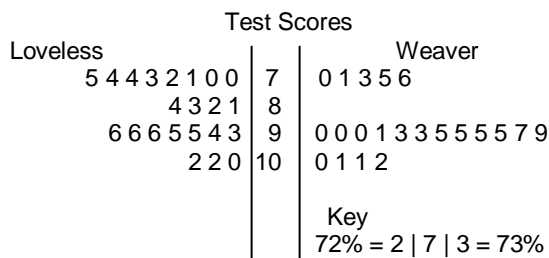 Test Scores
Loveless Weaver
5 4 4 3 2 1 0 0 7 0 1 3 5 6
4 3 2 1 8
6 6 6 5 5 4 3 9 0 0 0 1 3 3 5 5 5 5 7 9
2 2 0 10 0 1 1 2
Key
72% = 2 | 7 | 3 = 73%